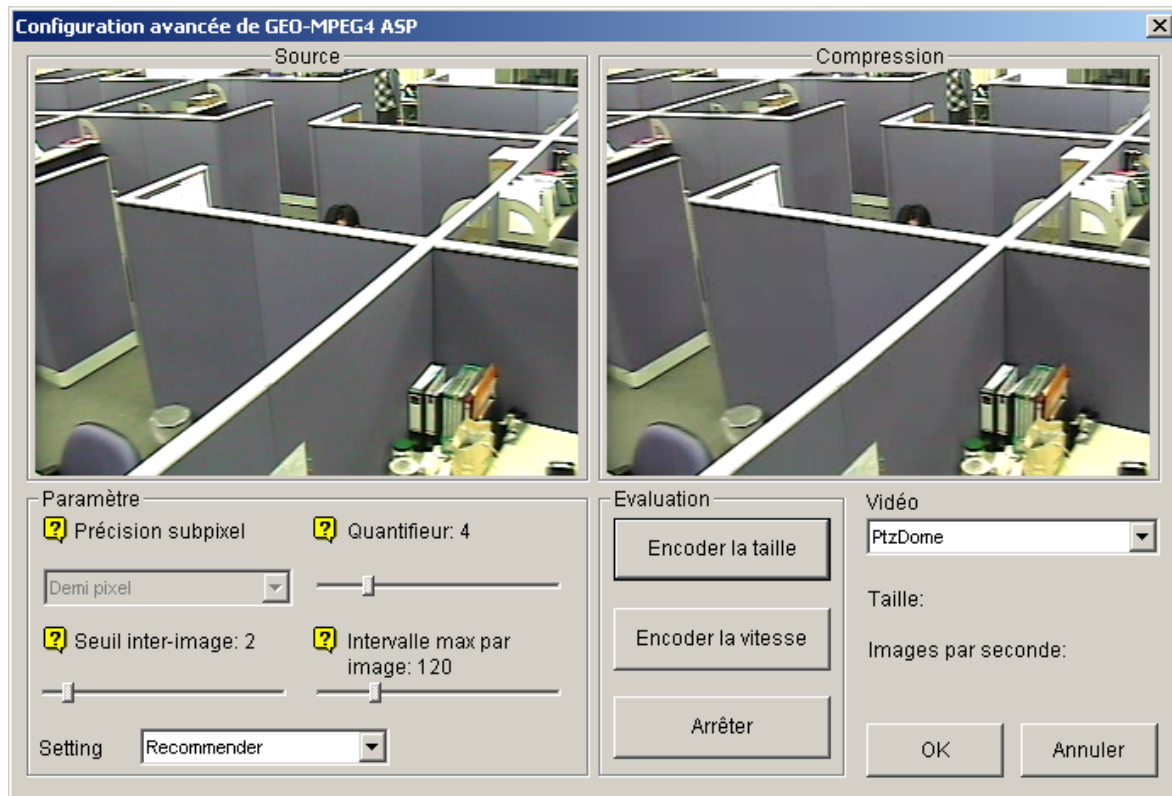 Configuration avancée de GEO-MPEG4 ASP
Source
Compression
Paramètre
Précision subpixel
Quantifieur: 4
Demi pixel
Seuil inter-image: 2
Intervalle max par
image: 120
Setting
Recommender
Evaluation
Encoder la taille
Encoder la vitesse
Arrêter
Vidéo
PtzDome
Taille:
Images par seconde:
OK
Annuler